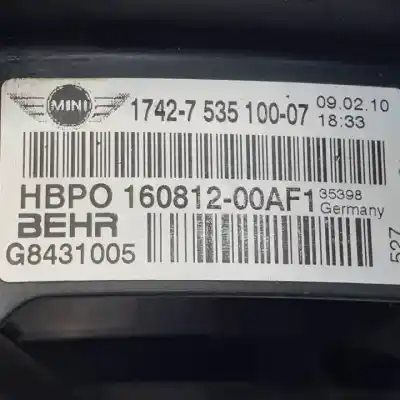 MINI
1742-7 535 100-07
09.02.10
18:33
HBPO 160812-00AF1
35398
Germany
BEHR
G8431005
527